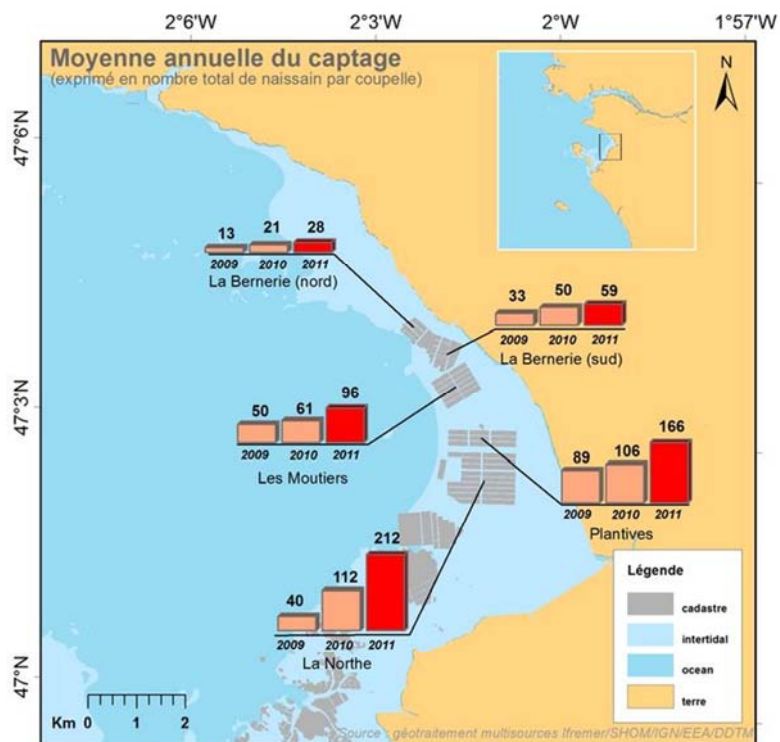 2°6'W 2°3'W 2°W 1°57'W
Moyenne annuelle du captage
(exprimé en nombre total de naissain par coupelle)
N
47°6'N
13 21 28
2009 2010 2011
La Bernerie (nord)
33 50 59
2009 2010 2011
La Bernerie (sud)
47°3'N
50 61 96
2009 2010 2011
Les Moutiers
89 106 166
2009 2010 2011
Plantives
40 112 212
2009 2010 2011
La Northe
Légende
cadastre
intertidal
ocean
terre
47°N
Km 0 1 2
Source : géotraitement multisources Ifremer/SHOM/IGN/EEA/DDTM